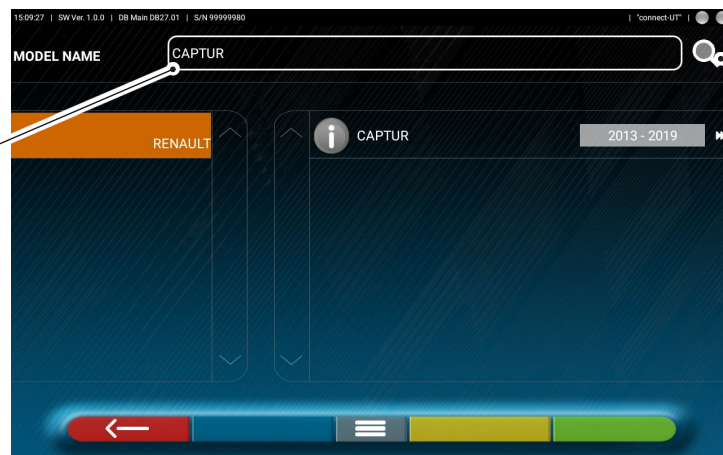 15:09:27 | SW Ver. 1.0.0 | DB Main DB27.01 | S/N 99999980 | "connect-UT" |
MODEL NAME CAPTUR
RENAULT
i CAPTUR 2013 - 2019